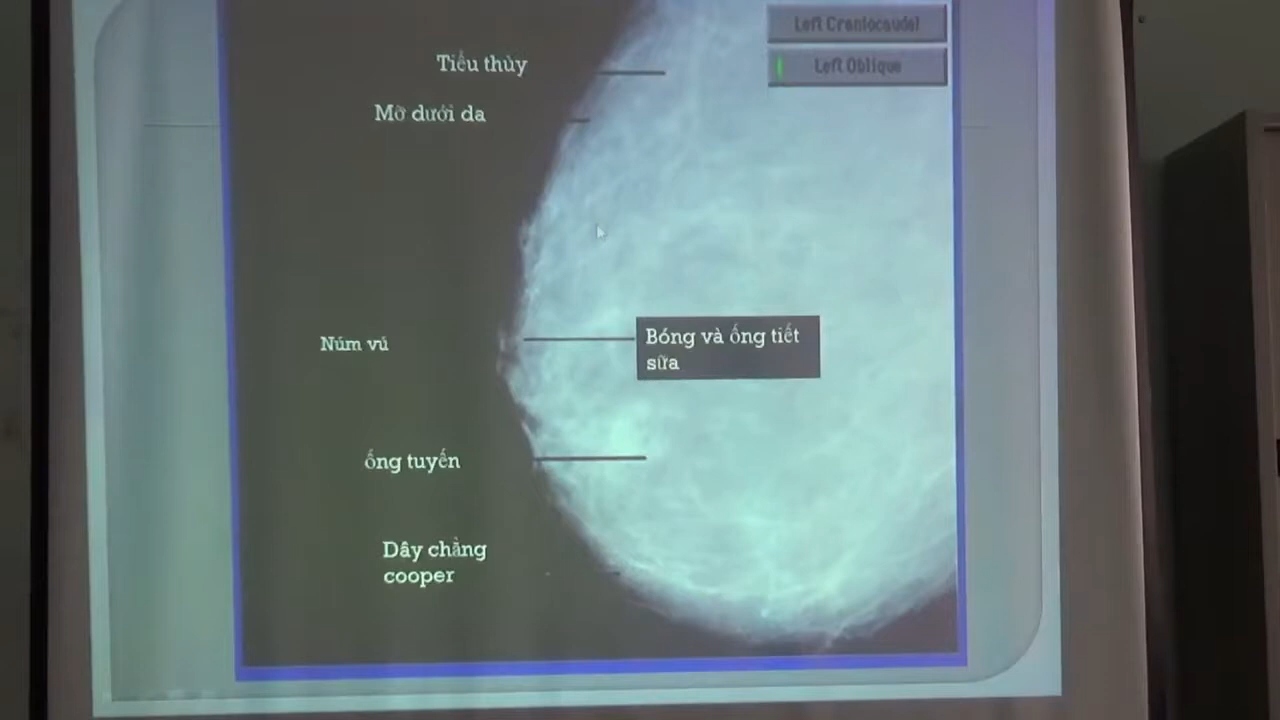 Left Craniocaudal
Left Oblique
Tiểu thùy
Mỡ dưới da
Núm vú
Bóng và ống tiết
sữa
ống tuyến
Dây chằng
cooper